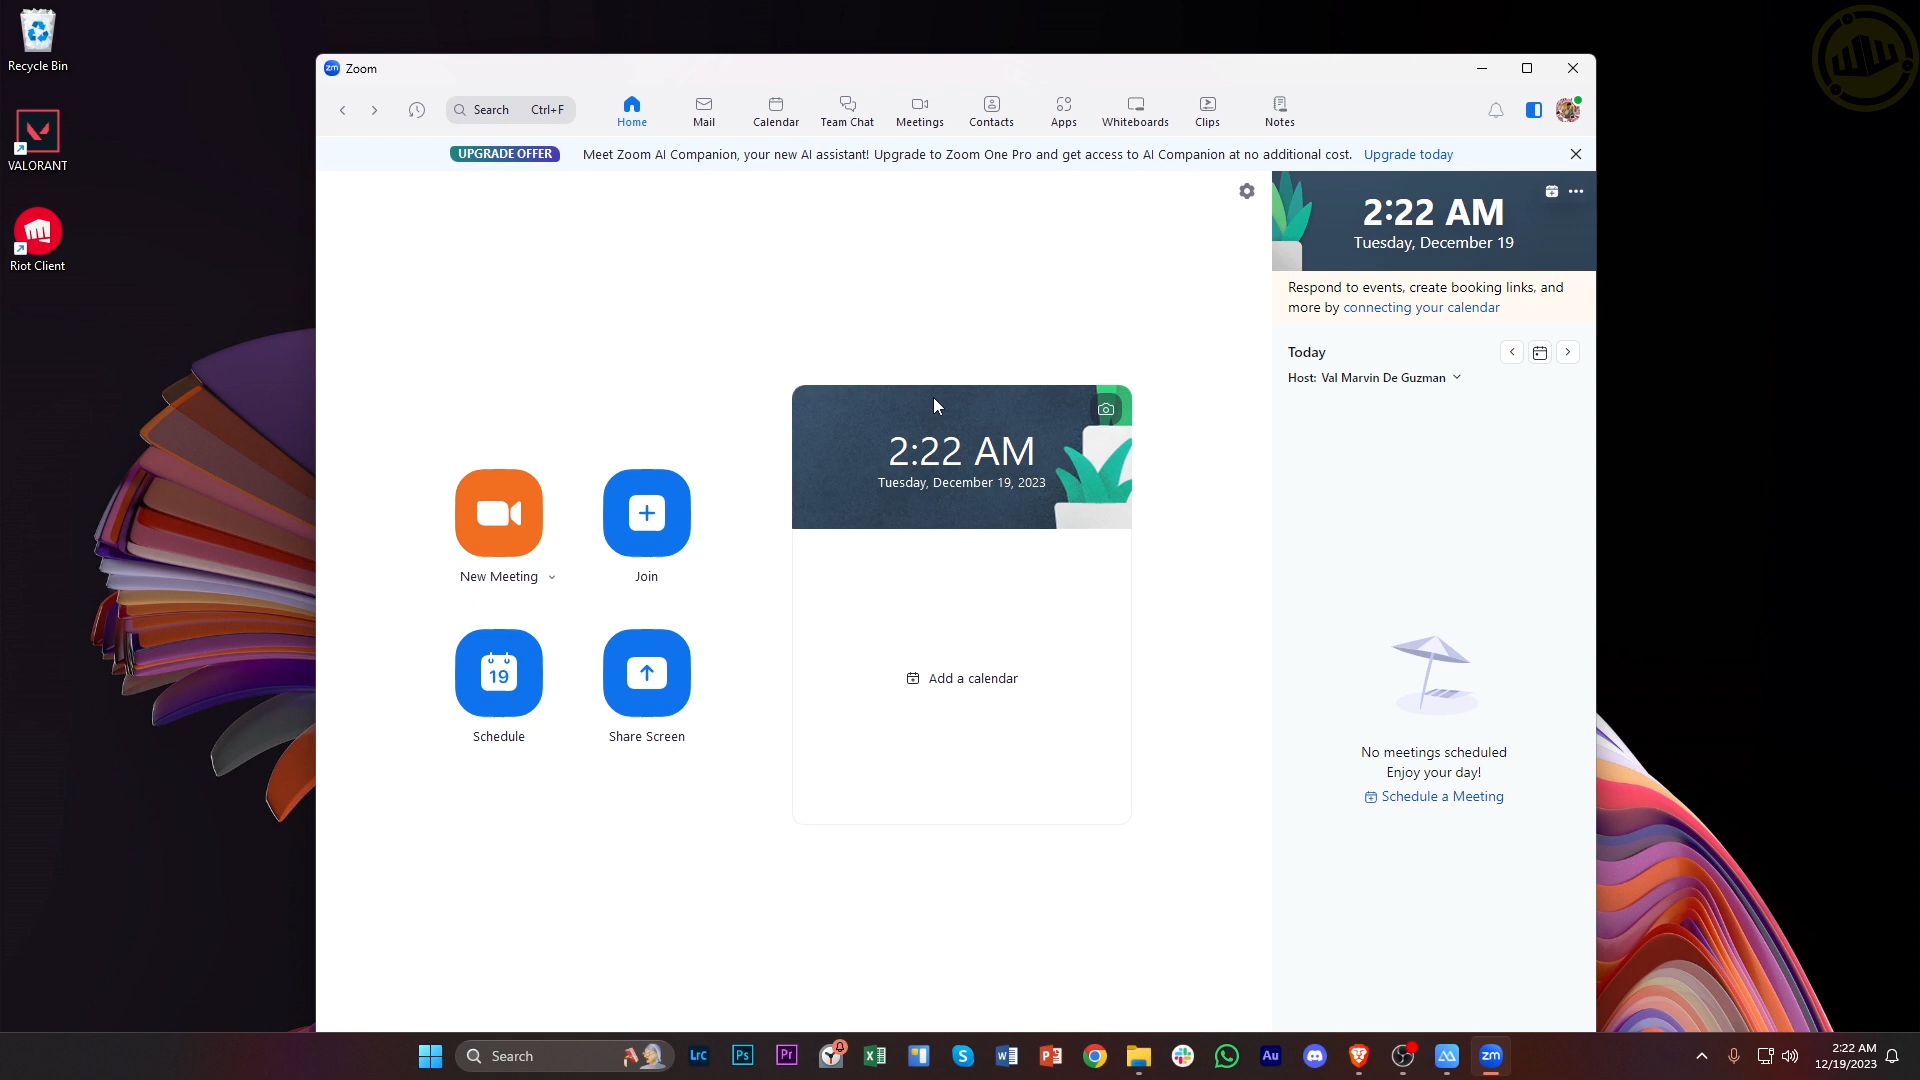 Recycle Bin
VALORANT
Riot Client
zm Zoom
Search Ctrl+F
Home
Mail
Calendar
Team Chat
Meetings
Contacts
Apps
Whiteboards
Clips
Notes
UPGRADE OFFER Meet Zoom AI Companion, your new AI assistant! Upgrade to Zoom One Pro and get access to AI Companion at no additional cost. Upgrade today
2:22 AM
Tuesday, December 19
Respond to events, create booking links, and
more by connecting your calendar
Today
Host: Val Marvin De Guzman
2:22 AM
Tuesday, December 19, 2023
New Meeting
Join
19
Schedule
Share Screen
Add a calendar
No meetings scheduled
Enjoy your day!
Schedule a Meeting
Search
LrC
Ps
Pr
Au
zm
2:22 AM
12/19/2023